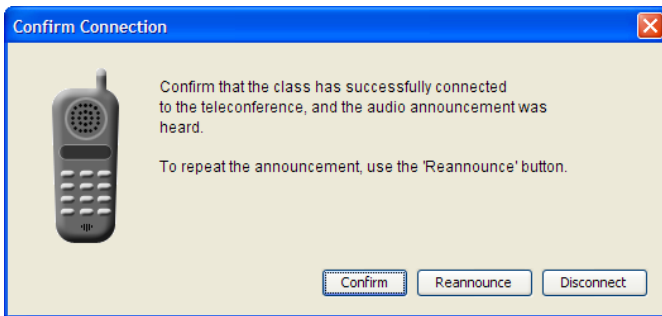 Confirm Connection
Confirm that the class has successfully connected
to the teleconference, and the audio announcement was
heard.
To repeat the announcement, use the 'Reannounce' button.
Confirm Reannounce Disconnect